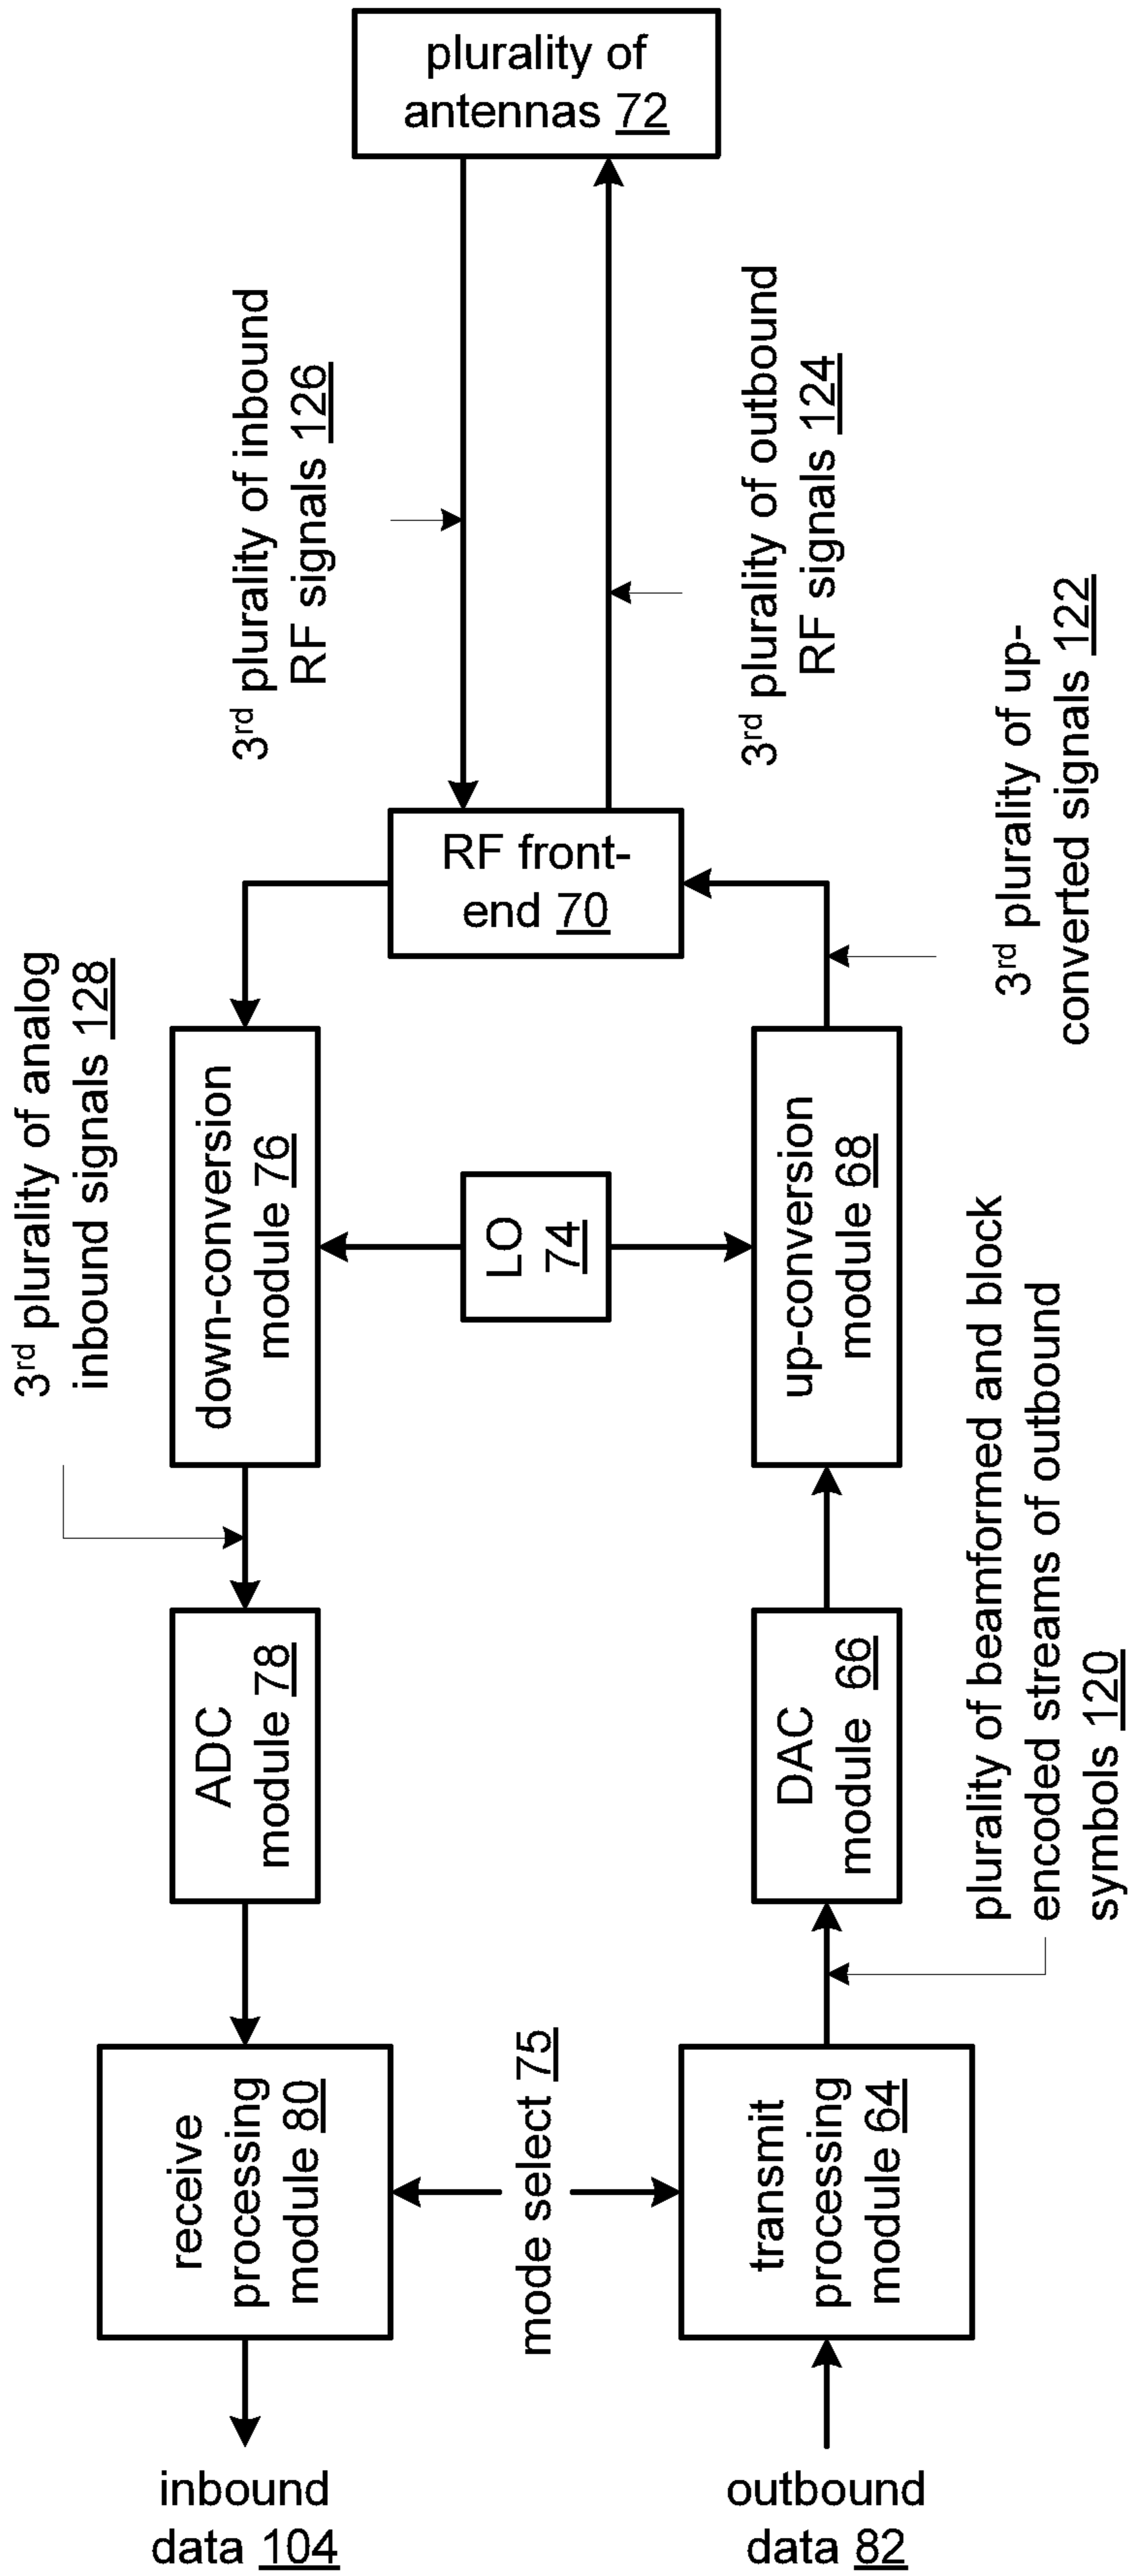 plurality of
antennas 72
3rd plurality of inbound
RF signals 126
3rd plurality of outbound
RF signals 124
RF front-
end 70
3rd plurality of up-
converted signals 122
3rd plurality of analog
inbound signals 128
down-conversion
module 76
LO
74
up-conversion
module 68
ADC
module 78
DAC
module 66
plurality of beamformed and block
encoded streams of outbound
symbols 120
receive
processing
module 80
mode select 75
transmit
processing
module 64
inbound
data 104
outbound
data 82